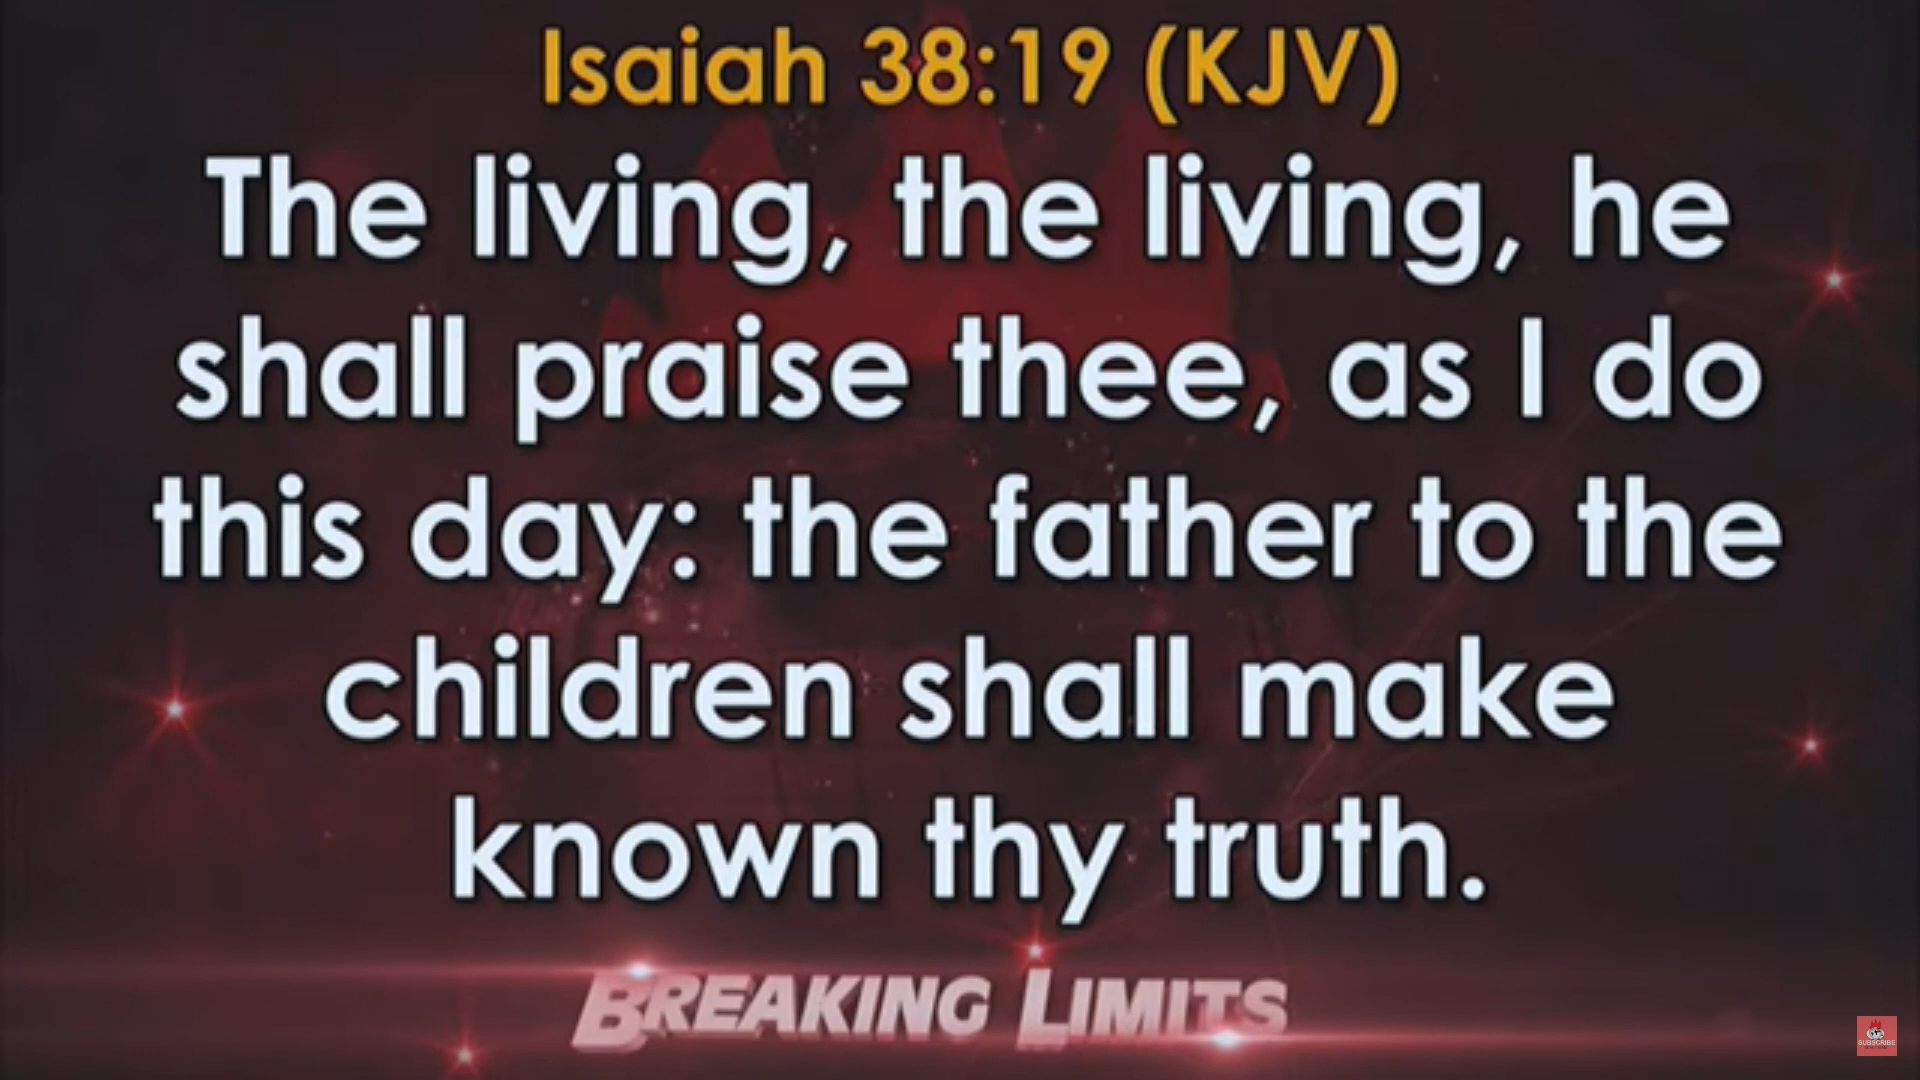 Isaiah 38:19 (KJV)
The living, the living, he
shall praise thee, as I do
this day: the father to the
children shall make
known thy truth.
BREAKING LIMITS
SUBSCRIBE